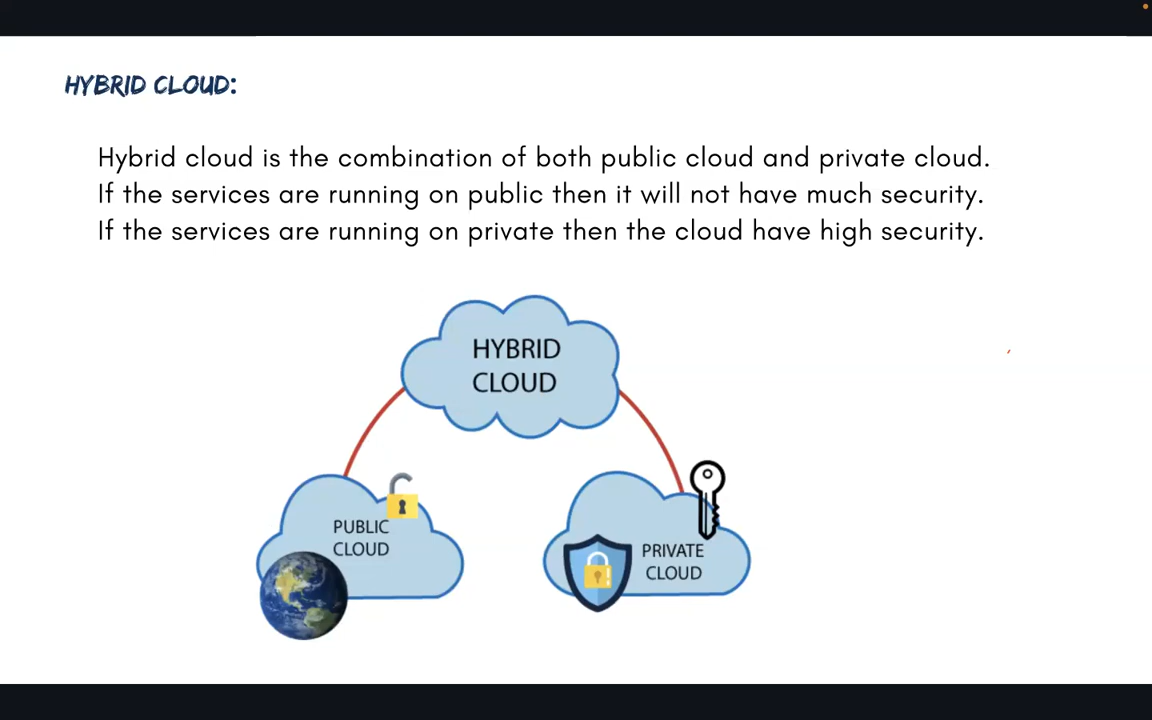 HYBRID CLOUD:
Hybrid cloud is the combination of both public cloud and private cloud.
If the services are running on public then it will not have much security.
If the services are running on private then the cloud have high security.
HYBRID
CLOUD
PUBLIC
CLOUD
PRIVATE
CLOUD